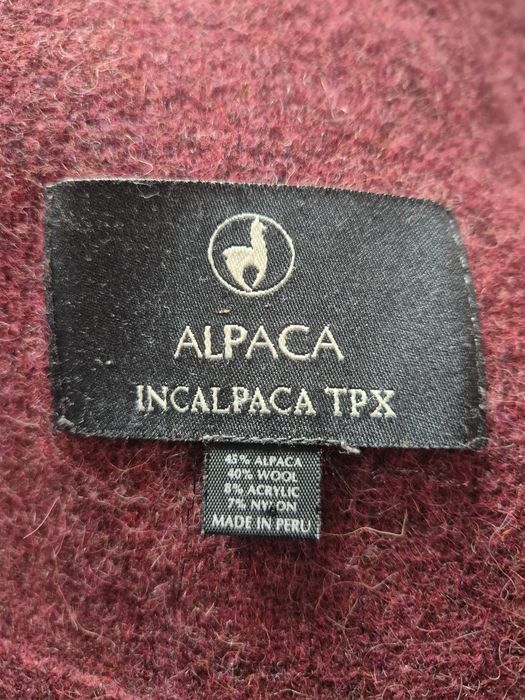 ALPACA
INCALPACA TPX
45% ALPACA
40% WOOL
8% ACRYLIC
7% NYLON
MADE IN PERU